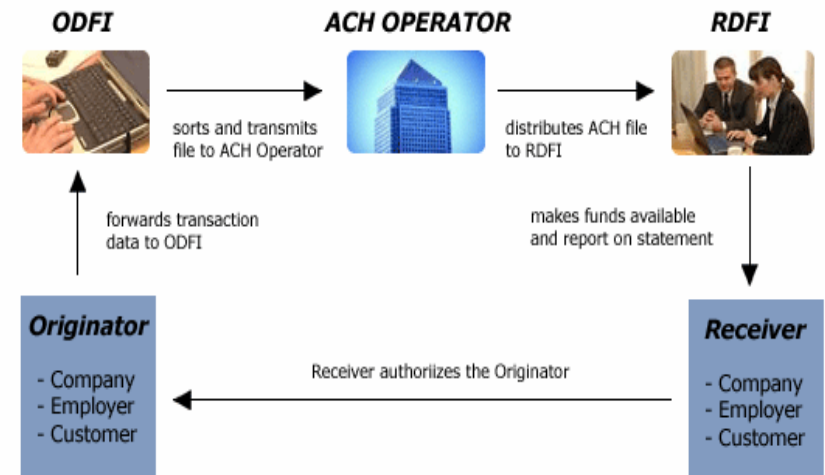 ODFI
ACH OPERATOR
RDFI
sorts and transmits
file to ACH Operator
distributes ACH file
to RDFI
forwards transaction
data to ODFI
makes funds available
and report on statement
Originator
- Company
- Employer
- Customer
Receiver authoriizes the Originator
Receiver
- Company
- Employer
- Customer